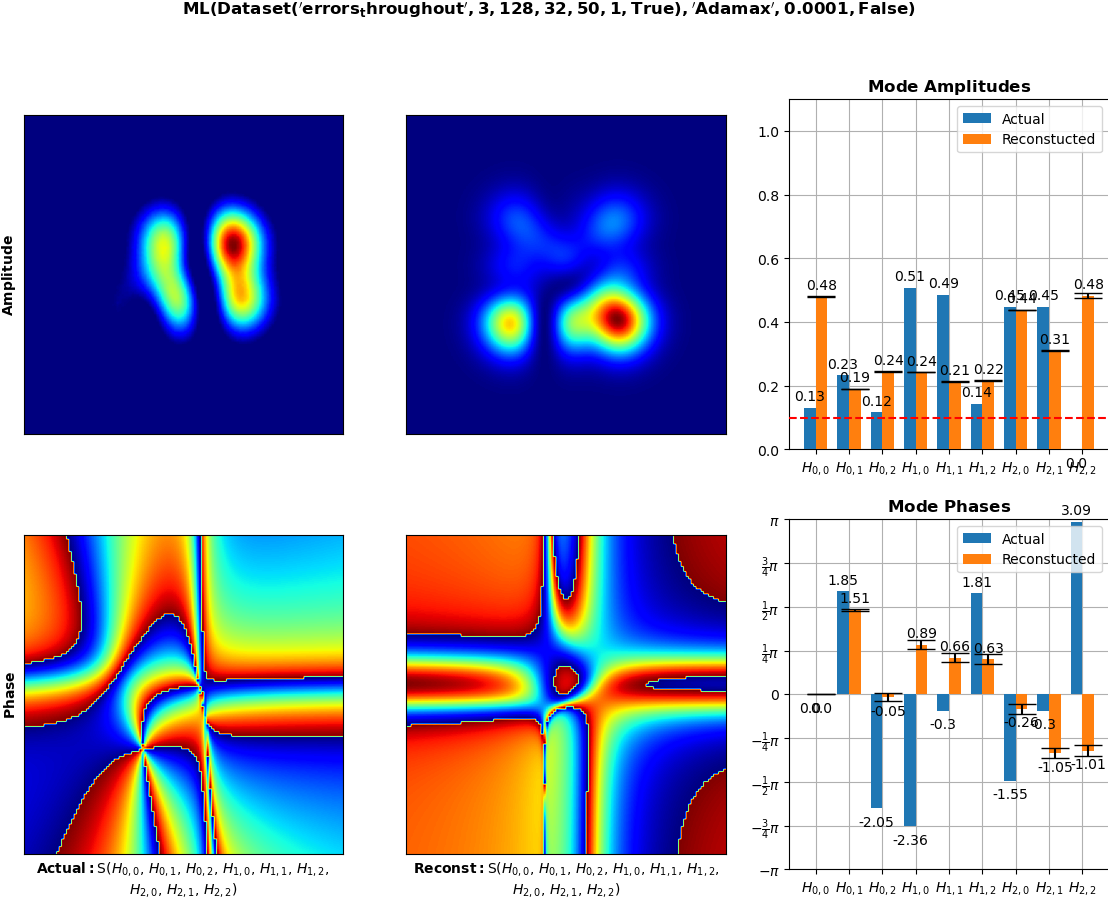 ML(Dataset('errors_throughout', 3, 128, 32, 50, 1, True), 'Adamax', 0.0001, False)
Mode Amplitudes
Actual
Reconstucted
Amplitude
1.0
0.8
0.6
0.4
0.2
0.0
0.13 0.23 0.12 0.51 0.49 0.14 0.45 0.45 0.0
0.48 0.19 0.24 0.24 0.21 0.22 0.44 0.31 0.48
H0,0 H0,1 H0,2 H1,0 H1,1 H1,2 H2,0 H2,1 H2,2
Mode Phases
Actual
Reconstucted
Phase
π
3/4π
1/2π
1/4π
0
−1/4π
−1/2π
−3/4π
−π
0.0 1.85 -2.05 -2.36 -0.3 1.81 -1.55 -0.3 3.09
0.0 1.51 -0.05 0.89 0.66 0.63 -0.26 -1.05 -1.01
H0,0 H0,1 H0,2 H1,0 H1,1 H1,2 H2,0 H2,1 H2,2
Actual: S(H0,0, H0,1, H0,2, H1,0, H1,1, H1,2,
H2,0, H2,1, H2,2)
Reconst: S(H0,0, H0,1, H0,2, H1,0, H1,1, H1,2,
H2,0, H2,1, H2,2)